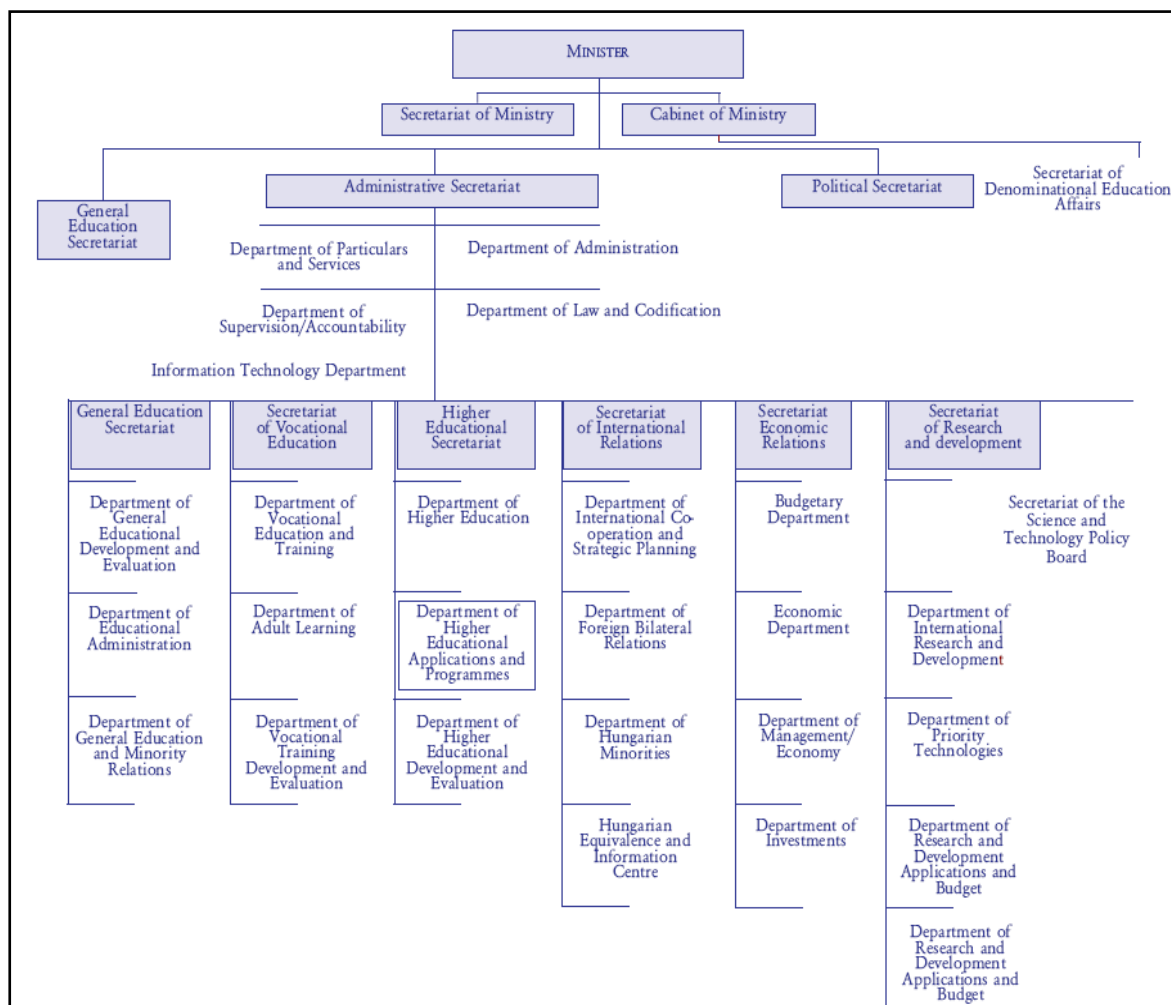 MINISTER
Secretariat of Ministry
Cabinet of Ministry
General
Education
Secretariat
Administrative Secretariat
Political Secretariat
Secretariat of
Denominational Education
Affairs
Department of Particulars
and Services
Department of Administration
Department of
Supervision/Accountability
Department of Law and Codification
Information Technology Department
General Education
Secretariat
Secretariat
of Vocational
Education
Higher
Educational
Secretariat
Secretariat
of International
Relations
Secretariat
Economic
Relations
Secretariat
of Research
and development
Department of
General
Educational
Development and
Evaluation
Department of
Vocational
Education and
Training
Department of
Higher Education
Department of
International Co-
operation and
Strategic Planning
Budgetary
Department
Secretariat of the
Science and
Technology Policy
Board
Department of
Educational
Administration
Department of
Adult Learning
Department of
Higher
Educational
Applications and
Programmes
Department of
Foreign Bilateral
Relations
Economic
Department
Department of
International
Research and
Development
Department of
General Education
and Minority
Relations
Department of
Vocational
Training
Development and
Evaluation
Department of
Higher
Educational
Development and
Evaluation
Department of
Hungarian
Minorities
Department of
Management/
Economy
Department of
Priority
Technologies
Hungarian
Equivalence and
Information
Centre
Department of
Investments
Department of
Research and
Development
Applications and
Budget
Department of
Research and
Development
Applications and
Budget